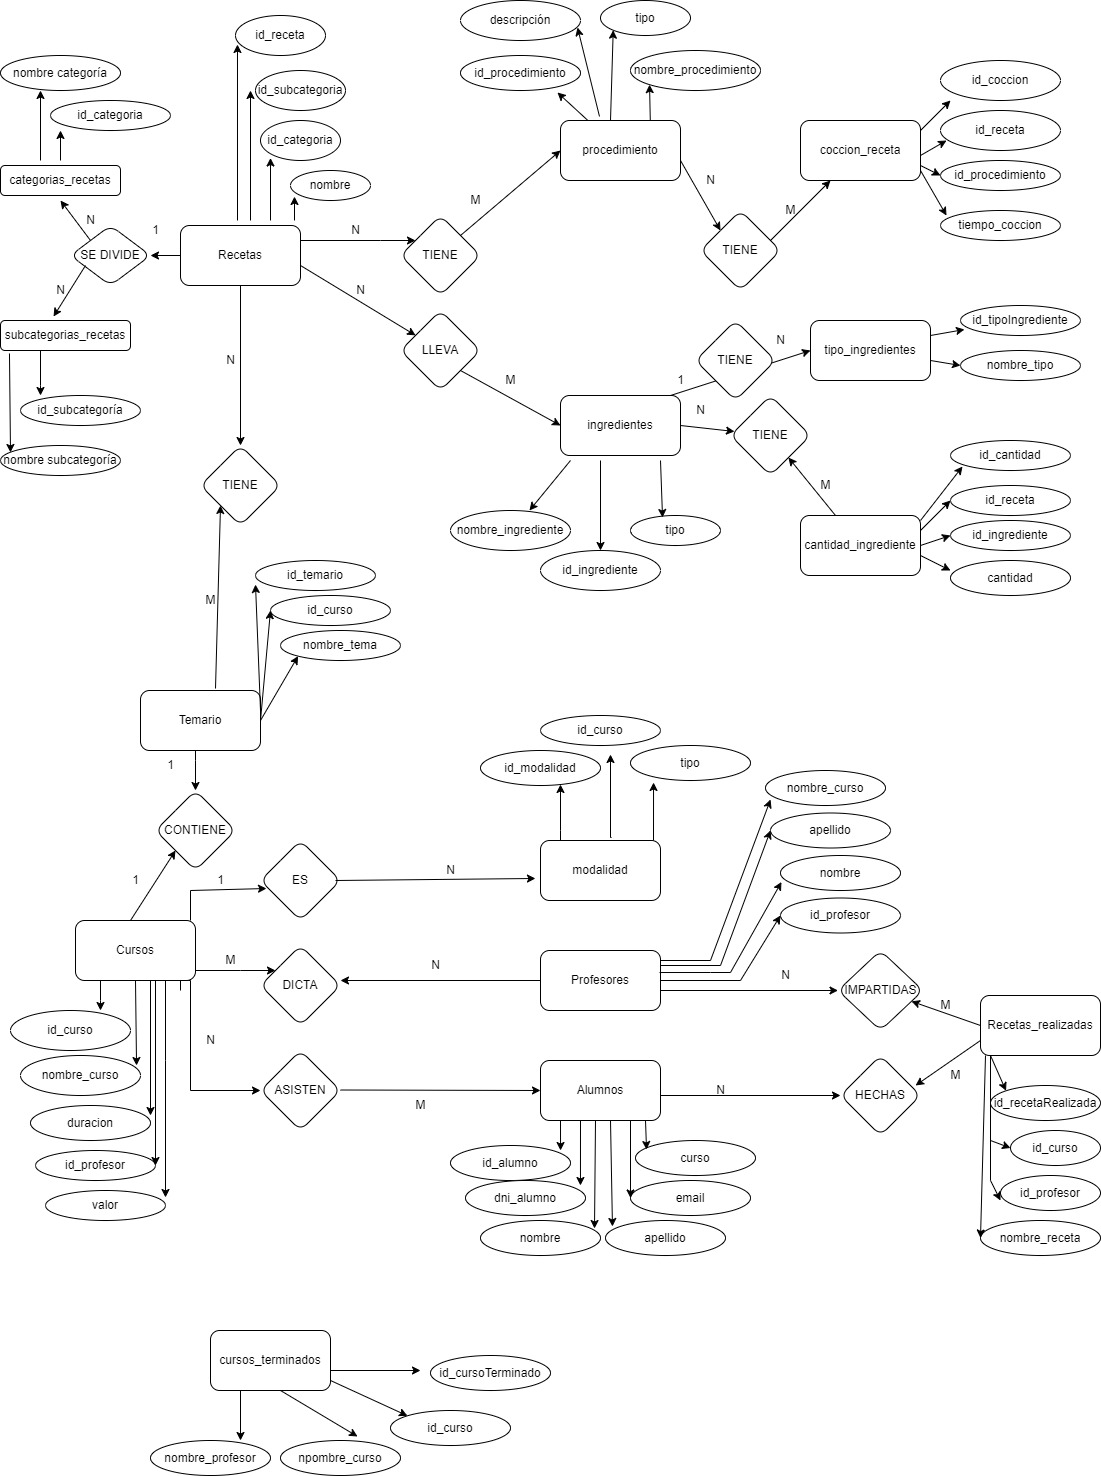 id_receta
descripción
tipo
nombre categoría
id_procedimiento
nombre_procedimiento
id_subcategoria
id_coccion
id_categoria
id_categoria
id_receta
categorias_recetas
nombre
procedimiento
coccion_receta
id_procedimiento
tiempo_coccion
M
N
M
N
1
N
SE DIVIDE
Recetas
TIENE
TIENE
N
N
subcategorias_recetas
id_tipoIngrediente
N
LLEVA
TIENE
N
tipo_ingredientes
nombre_tipo
N
M
1
id_subcategoría
N
ingredientes
TIENE
nombre subcategoría
id_cantidad
TIENE
M
id_receta
nombre_ingrediente
tipo
id_ingrediente
cantidad_ingrediente
id_ingrediente
cantidad
id_temario
M
id_curso
nombre_tema
Temario
id_curso
1
id_modalidad
tipo
nombre_curso
CONTIENE
apellido
1
1
ES
N
modalidad
nombre
id_profesor
Cursos
M
N
DICTA
Profesores
N
IMPARTIDAS
M
Recetas_realizadas
id_curso
N
nombre_curso
ASISTEN
M
Alumnos
N
HECHAS
M
id_recetaRealizada
duracion
id_profesor
valor
id_alumno
curso
id_curso
dni_alumno
email
id_profesor
nombre
apellido
nombre_receta
cursos_terminados
id_cursoTerminado
id_curso
nombre_profesor
npombre_curso